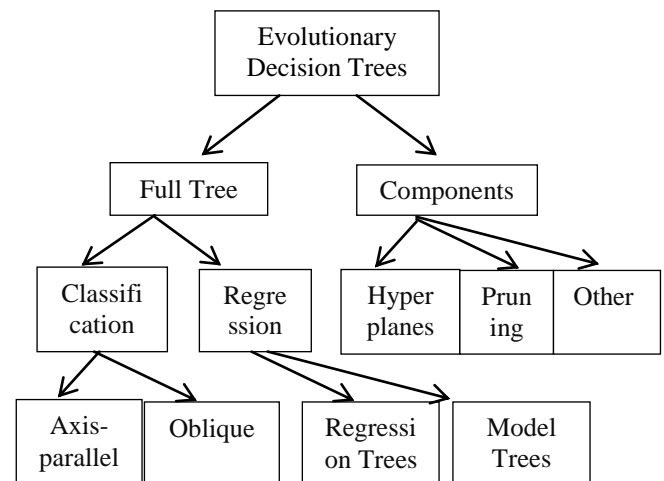 Evolutionary
Decision Trees
Full Tree
Components
Classifi
cation
Regre
ssion
Hyper
planes
Prun
ing
Other
Axis-
parallel
Oblique
Regressi
on Trees
Model
Trees